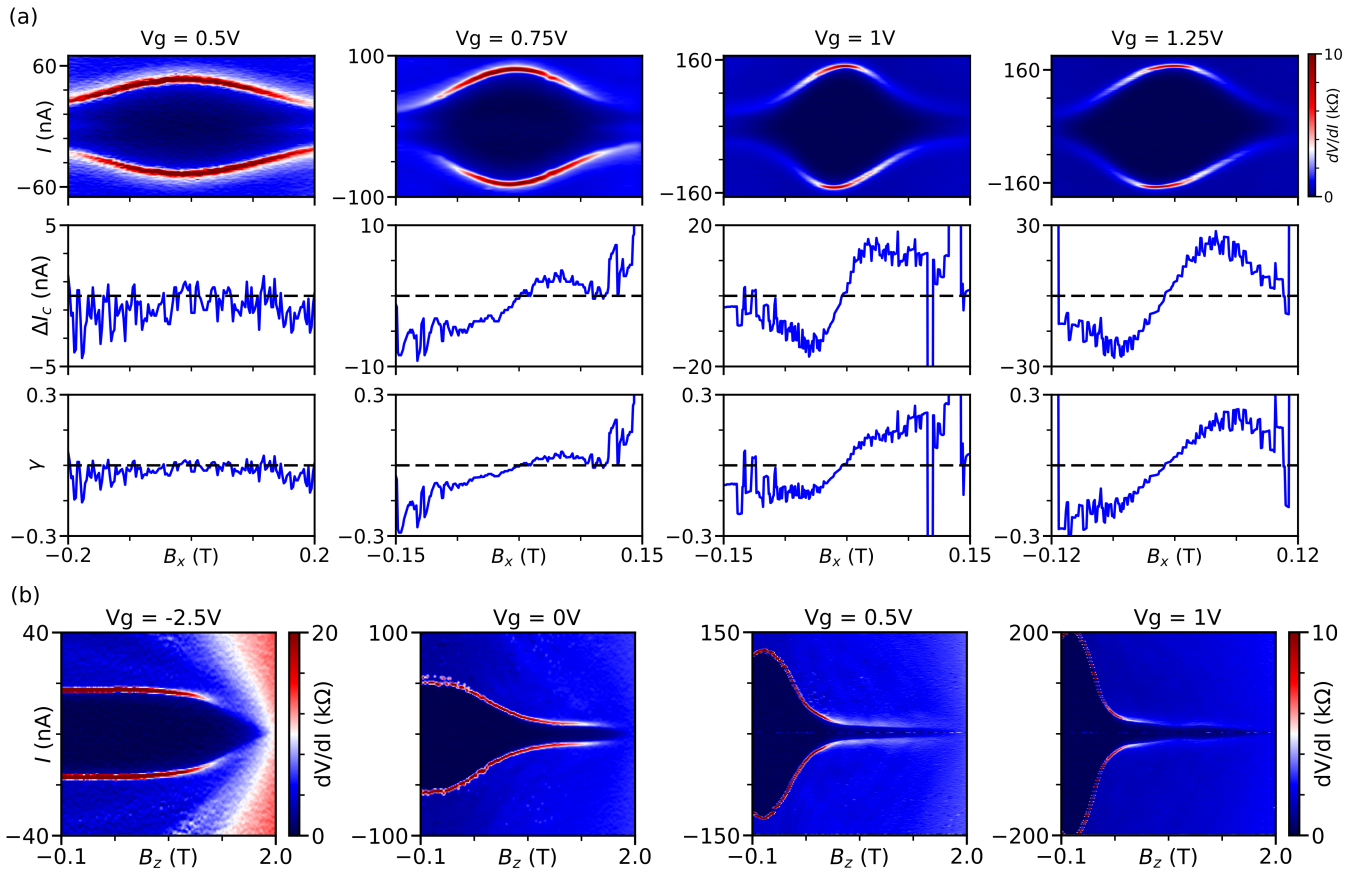 (a)
Vg = 0.5V
Vg = 0.75V
Vg = 1V
Vg = 1.25V
60
−60
I (nA)
100
−100
160
−160
160
−160
10
0
dV/dI (kΩ)
5
−5
ΔI_c (nA)
10
−10
20
−20
30
−30
0.3
−0.3
γ
0.3
−0.3
0.3
−0.3
0.3
−0.3
−0.2
B_x (T)
0.2
−0.15
B_x (T)
0.15
−0.15
B_x (T)
0.15
−0.12
B_x (T)
0.12
(b)
Vg = -2.5V
Vg = 0V
Vg = 0.5V
Vg = 1V
40
−40
I (nA)
20
0
dV/dI (kΩ)
100
−100
150
−150
200
−200
10
0
dV/dI (kΩ)
−0.1
B_z (T)
2.0
−0.1
B_z (T)
2.0
−0.1
B_z (T)
2.0
−0.1
B_z (T)
2.0